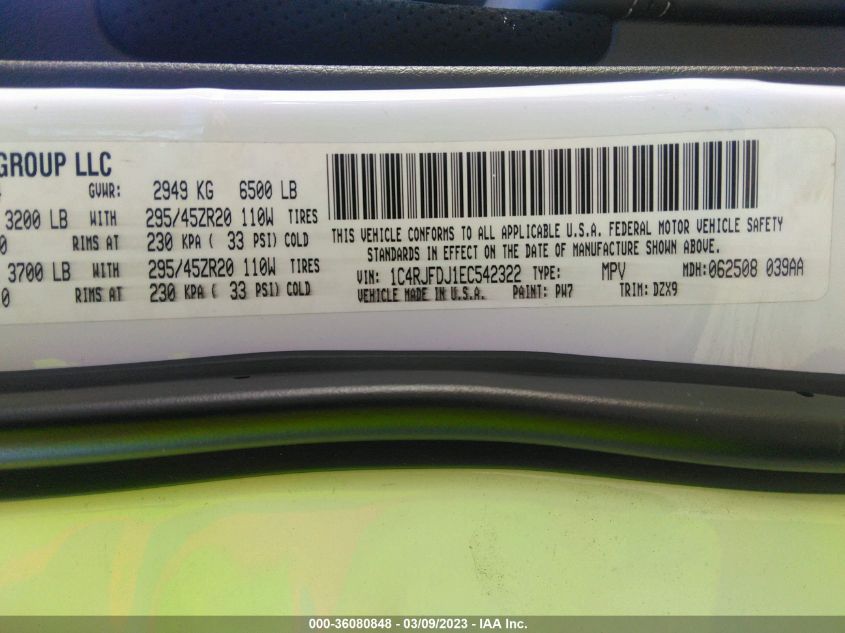 GROUP LLC
GVWR: 2949 KG 6500 LB
3200 LB WITH 295/45ZR20 110W TIRES
0 RIMS AT 230 KPA ( 33 PSI) COLD
3700 LB WITH 295/45ZR20 110W TIRES
0 RIMS AT 230 KPA ( 33 PSI) COLD
THIS VEHICLE CONFORMS TO ALL APPLICABLE U.S.A. FEDERAL MOTOR VEHICLE SAFETY
STANDARDS IN EFFECT ON THE DATE OF MANUFACTURE SHOWN ABOVE.
VIN: 1C4RJFDJ1EC542322 TYPE: MPV MDH:062508 039AA
VEHICLE MADE IN U.S.A. PAINT: PW7 TRIM: DZX9
000-36080848 - 03/09/2023 - IAA Inc.